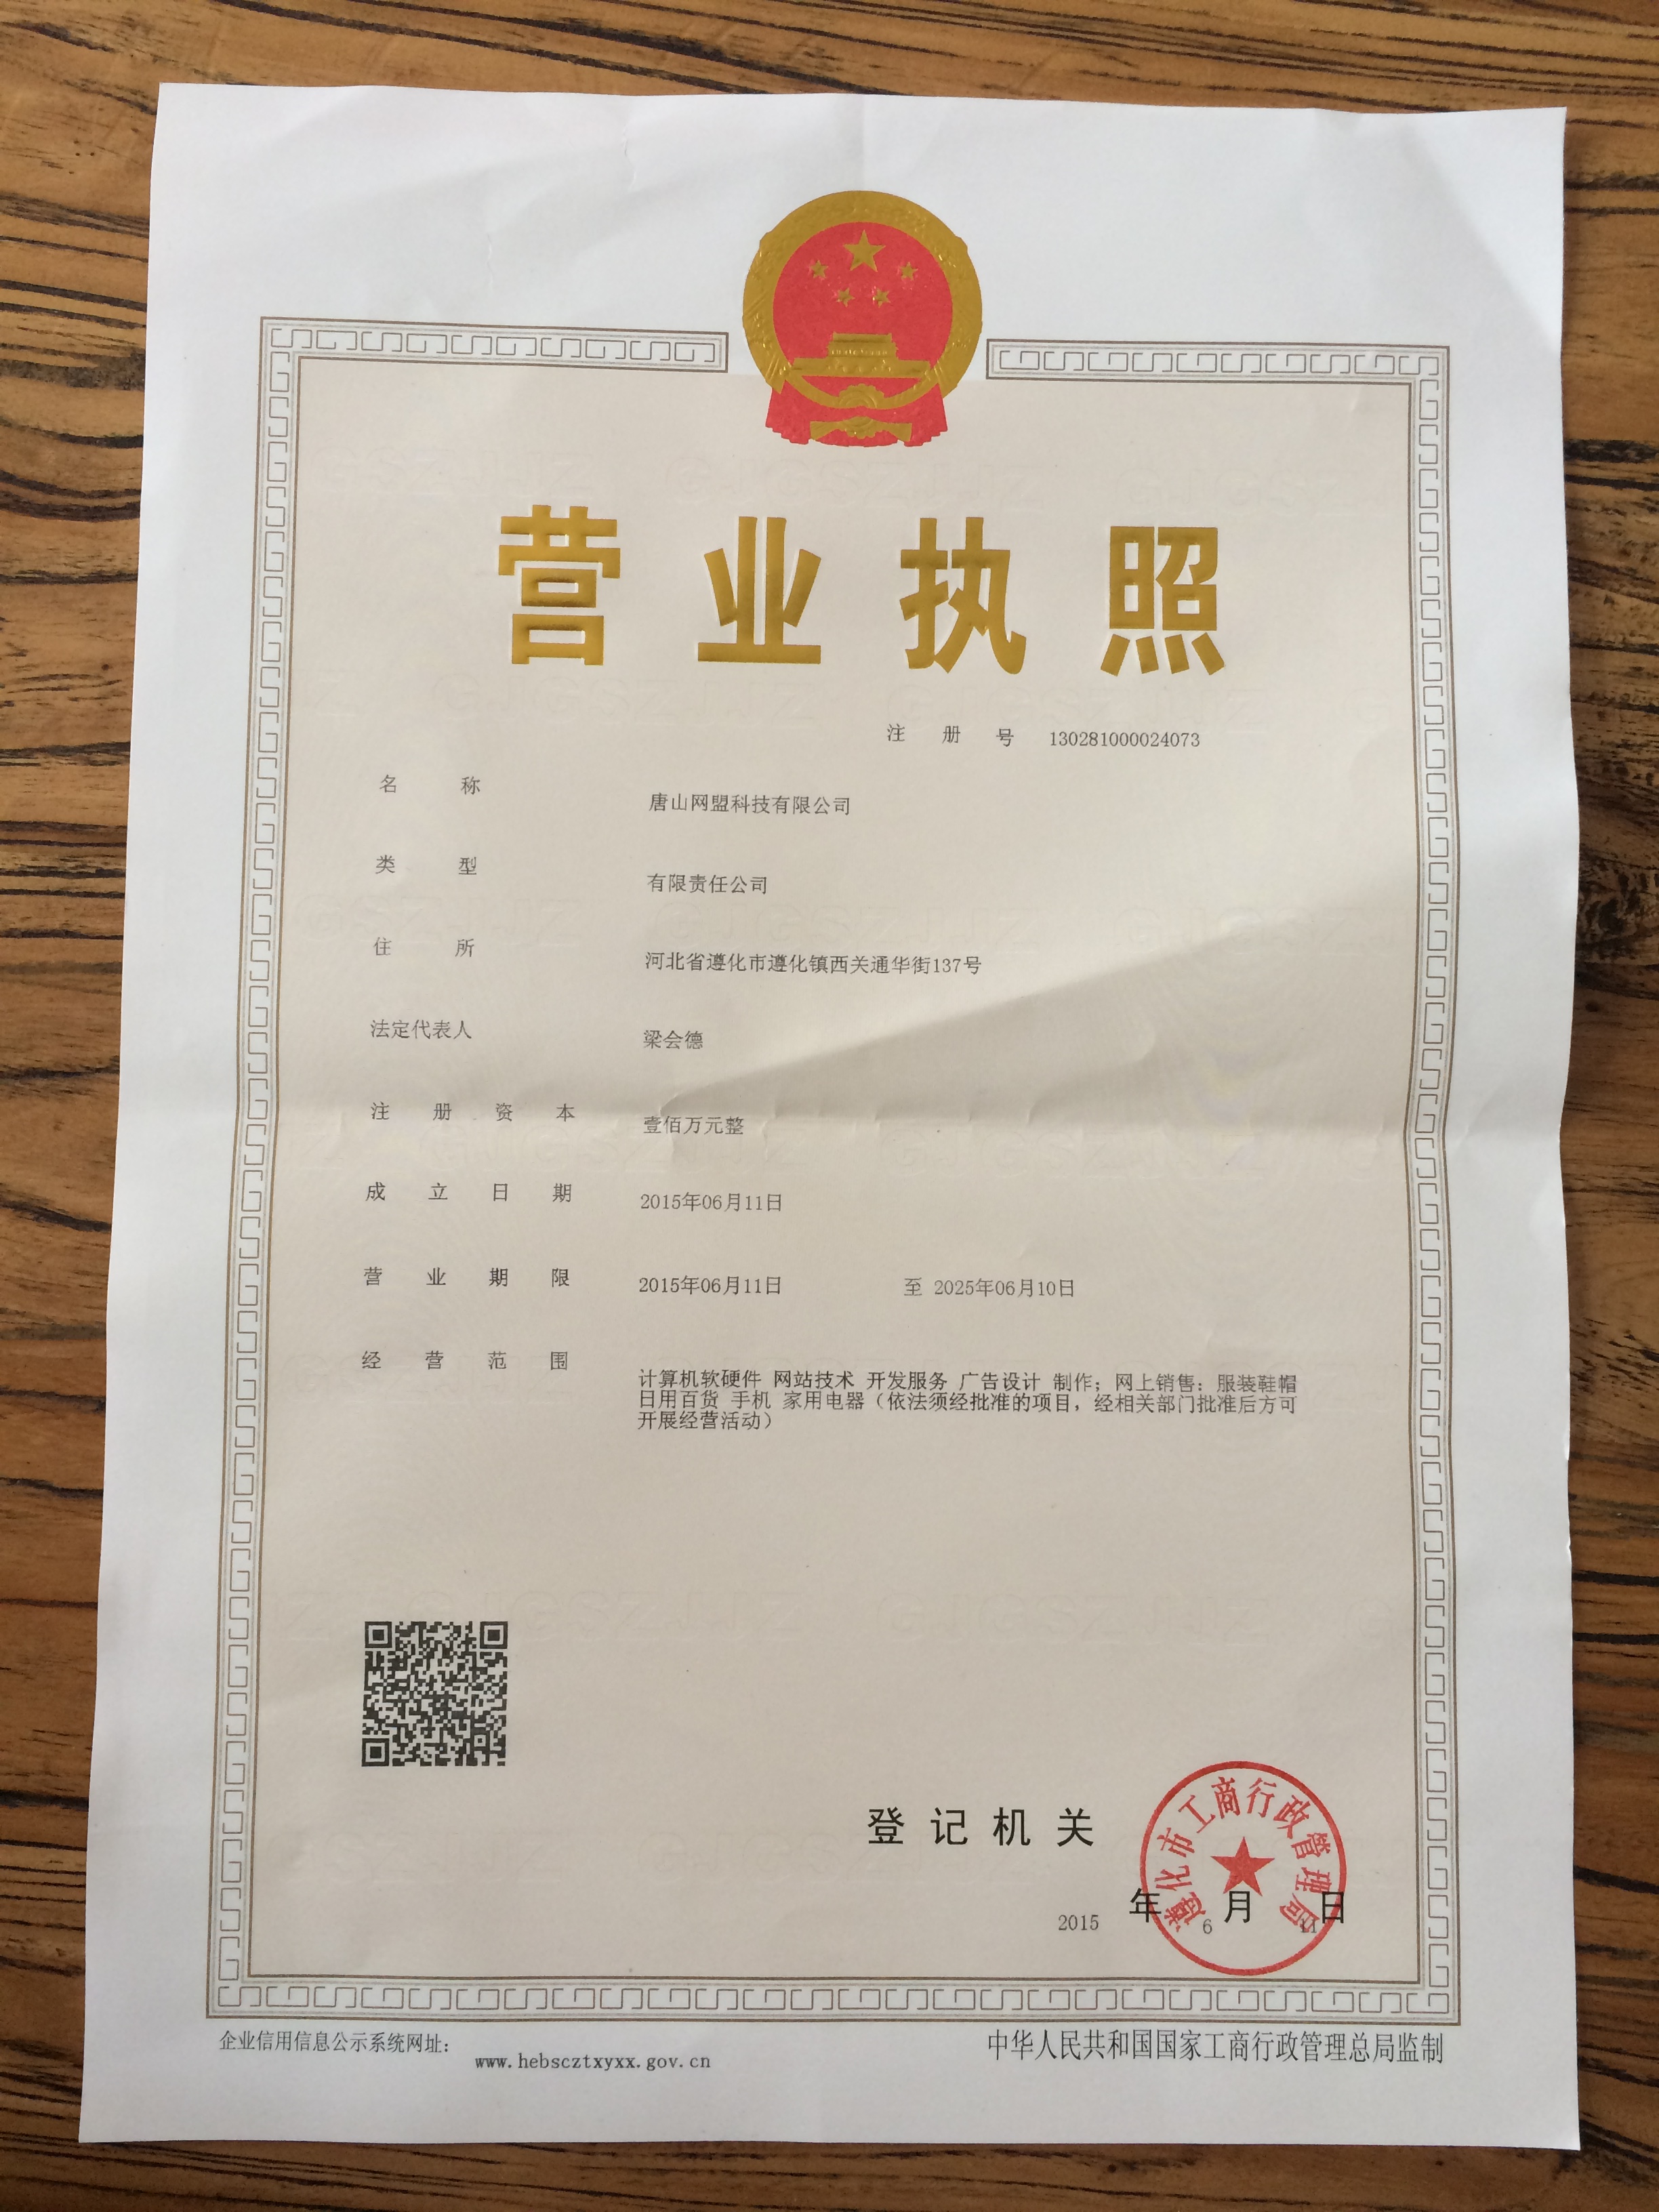 营业执照
注册号 130281000024073
名称 唐山网盟科技有限公司
类型 有限责任公司
住所 河北省遵化市遵化镇西关通华街137号
法定代表人 梁会德
注册资本 壹佰万元整
成立日期 2015年06月11日
营业期限 2015年06月11日 至 2025年06月10日
经营范围 计算机软硬件 网站技术 开发服务 广告设计 制作；网上销售：服装鞋帽
日用百货 手机 家用电器（依法须经批准的项目，经相关部门批准后方可
开展经营活动）
登记机关
遵化市工商行政管理局
2015 年 6 月 11 日
企业信用信息公示系统网址：
www.hebscztxyxx.gov.cn
中华人民共和国国家工商行政管理总局监制